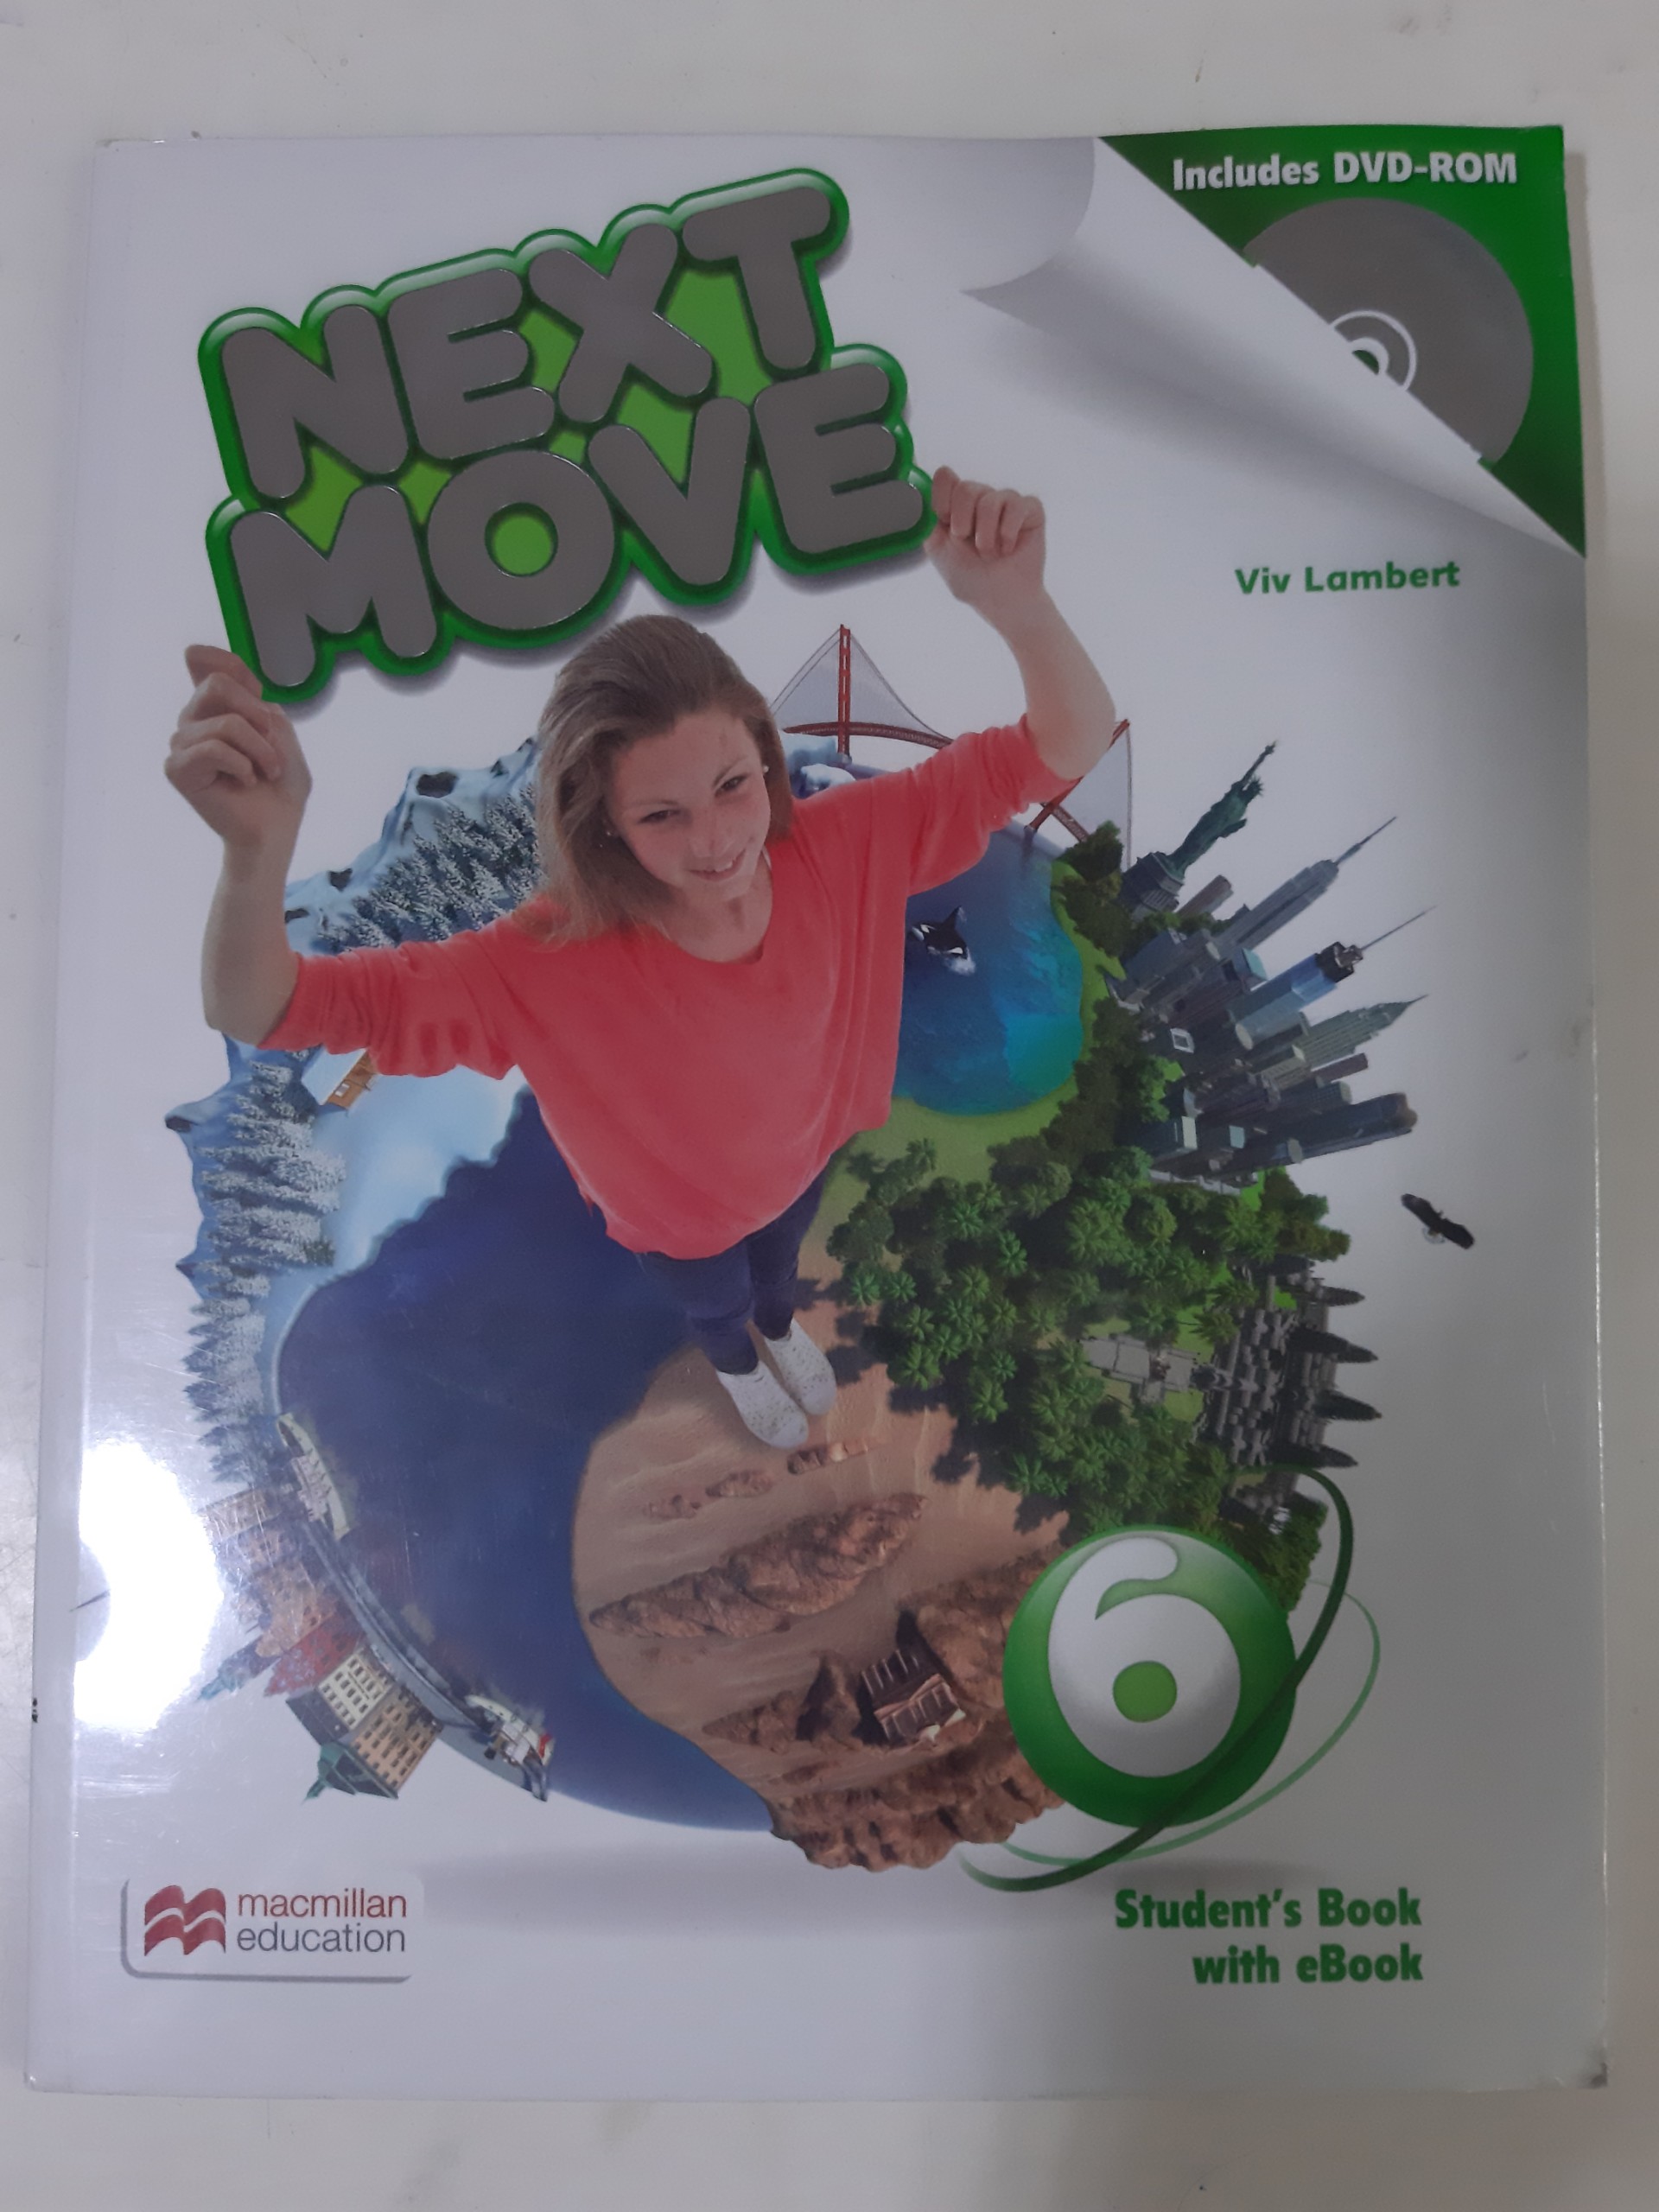 Includes DVD-ROM
NEXT
MOVE
Viv Lambert
6
macmillan
education
Student's Book
with eBook